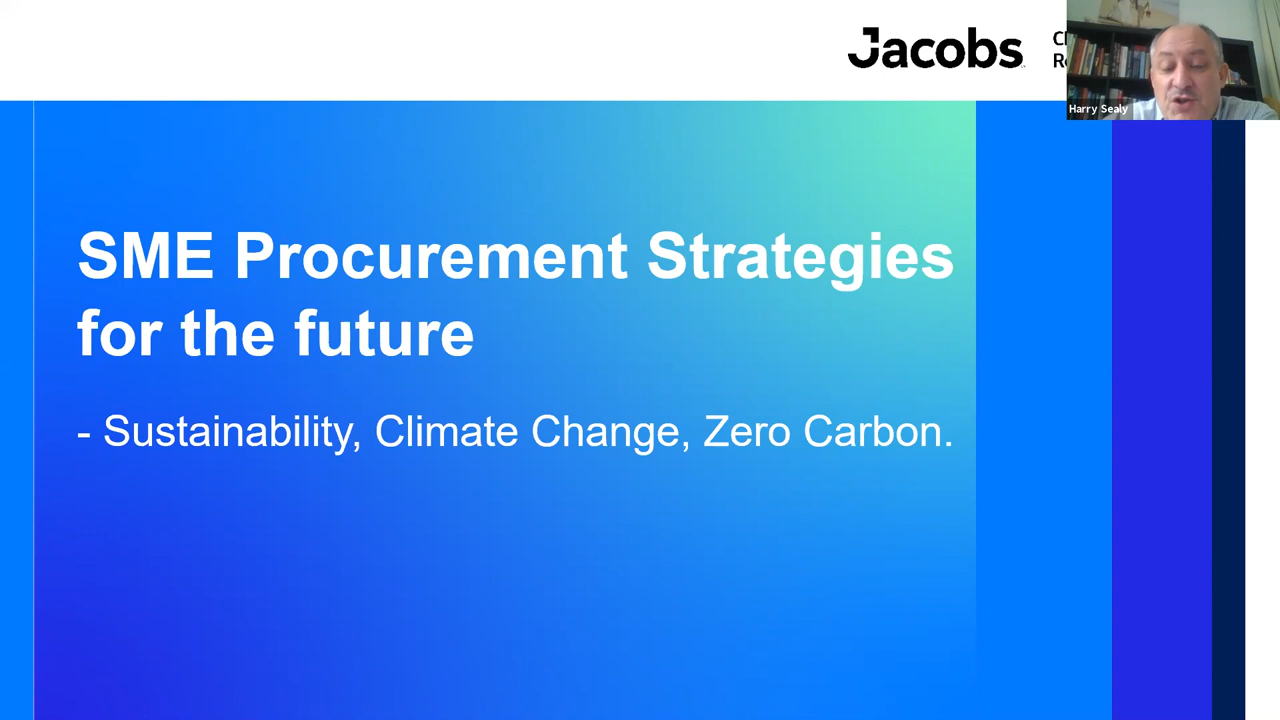 Jacobs
Harry Sealy
SME Procurement Strategies
for the future
- Sustainability, Climate Change, Zero Carbon.